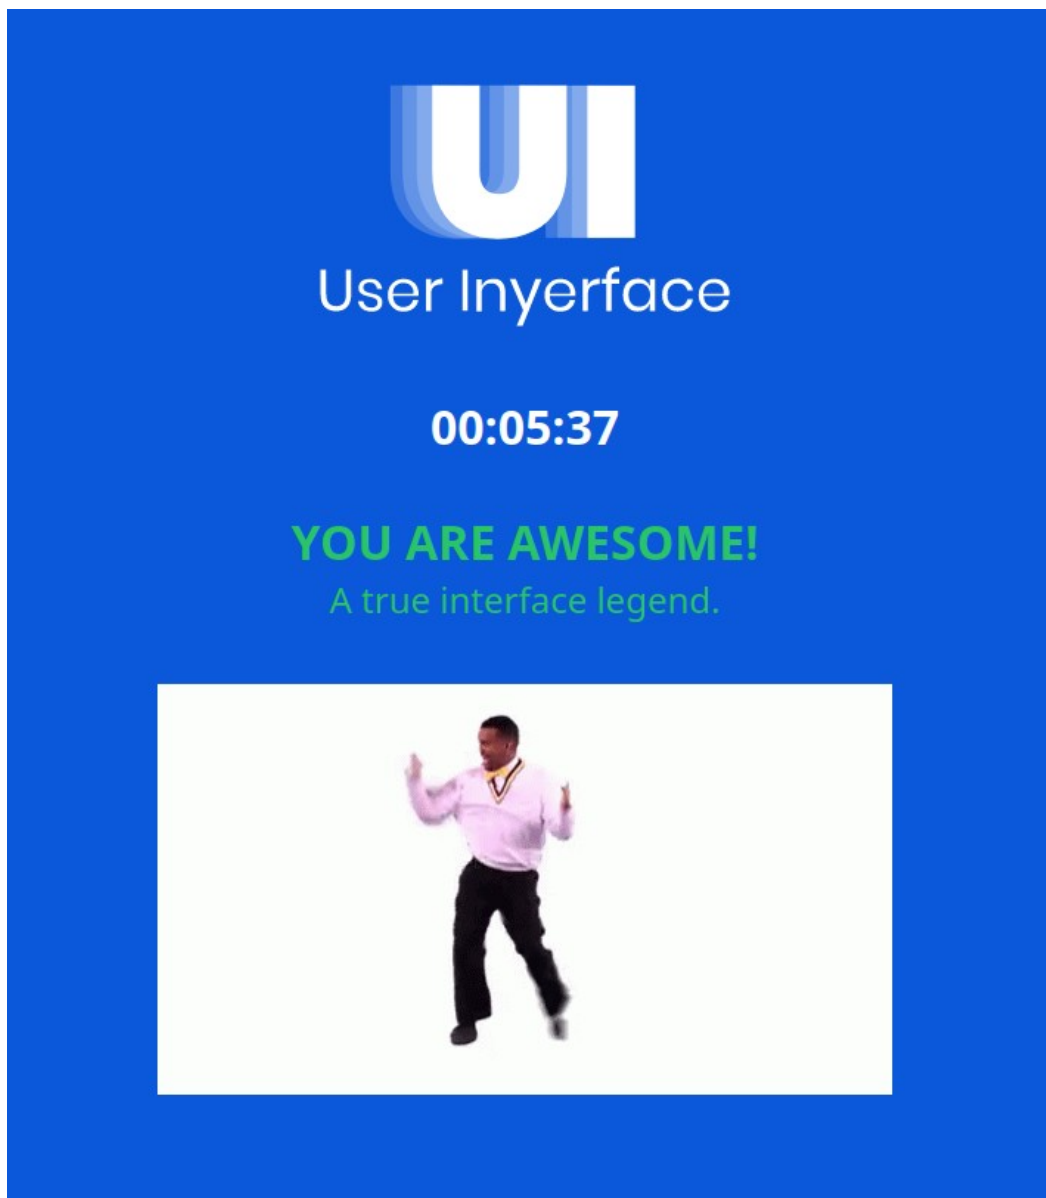 UI
User Inyerface
00:05:37
YOU ARE AWESOME!
A true interface legend.